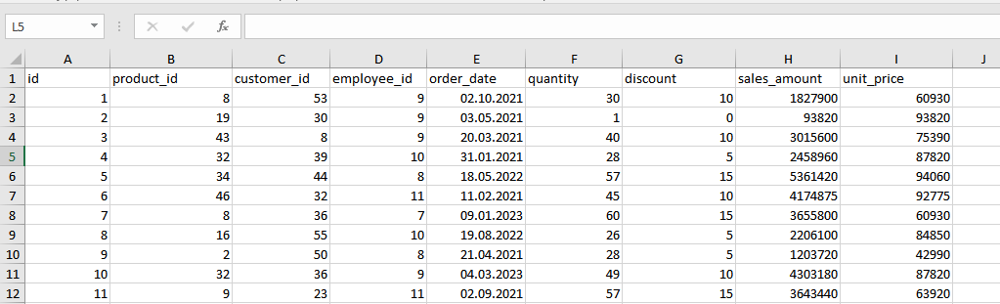 L5 fx
A B C D E F G H I J
1 id product_id customer_id employee_id order_date quantity discount sales_amount unit_price
2 1 8 53 9 02.10.2021 30 10 1827900 60930
3 2 19 30 9 03.05.2021 1 0 93820 93820
4 3 43 8 9 20.03.2021 40 10 3015600 75390
5 4 32 39 10 31.01.2021 28 5 2458960 87820
6 5 34 44 8 18.05.2022 57 15 5361420 94060
7 6 46 32 11 11.02.2021 45 10 4174875 92775
8 7 8 36 7 09.01.2023 60 15 3655800 60930
9 8 16 55 10 19.08.2022 26 5 2206100 84850
10 9 2 50 8 21.04.2021 28 5 1203720 42990
11 10 32 36 9 04.03.2023 49 10 4303180 87820
12 11 9 23 11 02.09.2021 57 15 3643440 63920